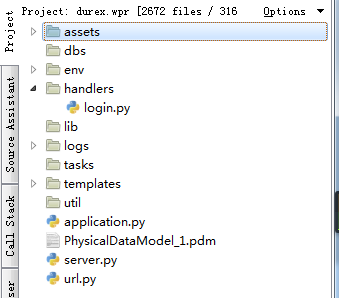 Project: durex.wpr [2672 files / 316 Options
Project
assets
dbs
env
handlers
login.py
lib
logs
tasks
templates
util
application.py
PhysicalDataModel_1.pdm
server.py
url.py
Source Assistant
Call Stack